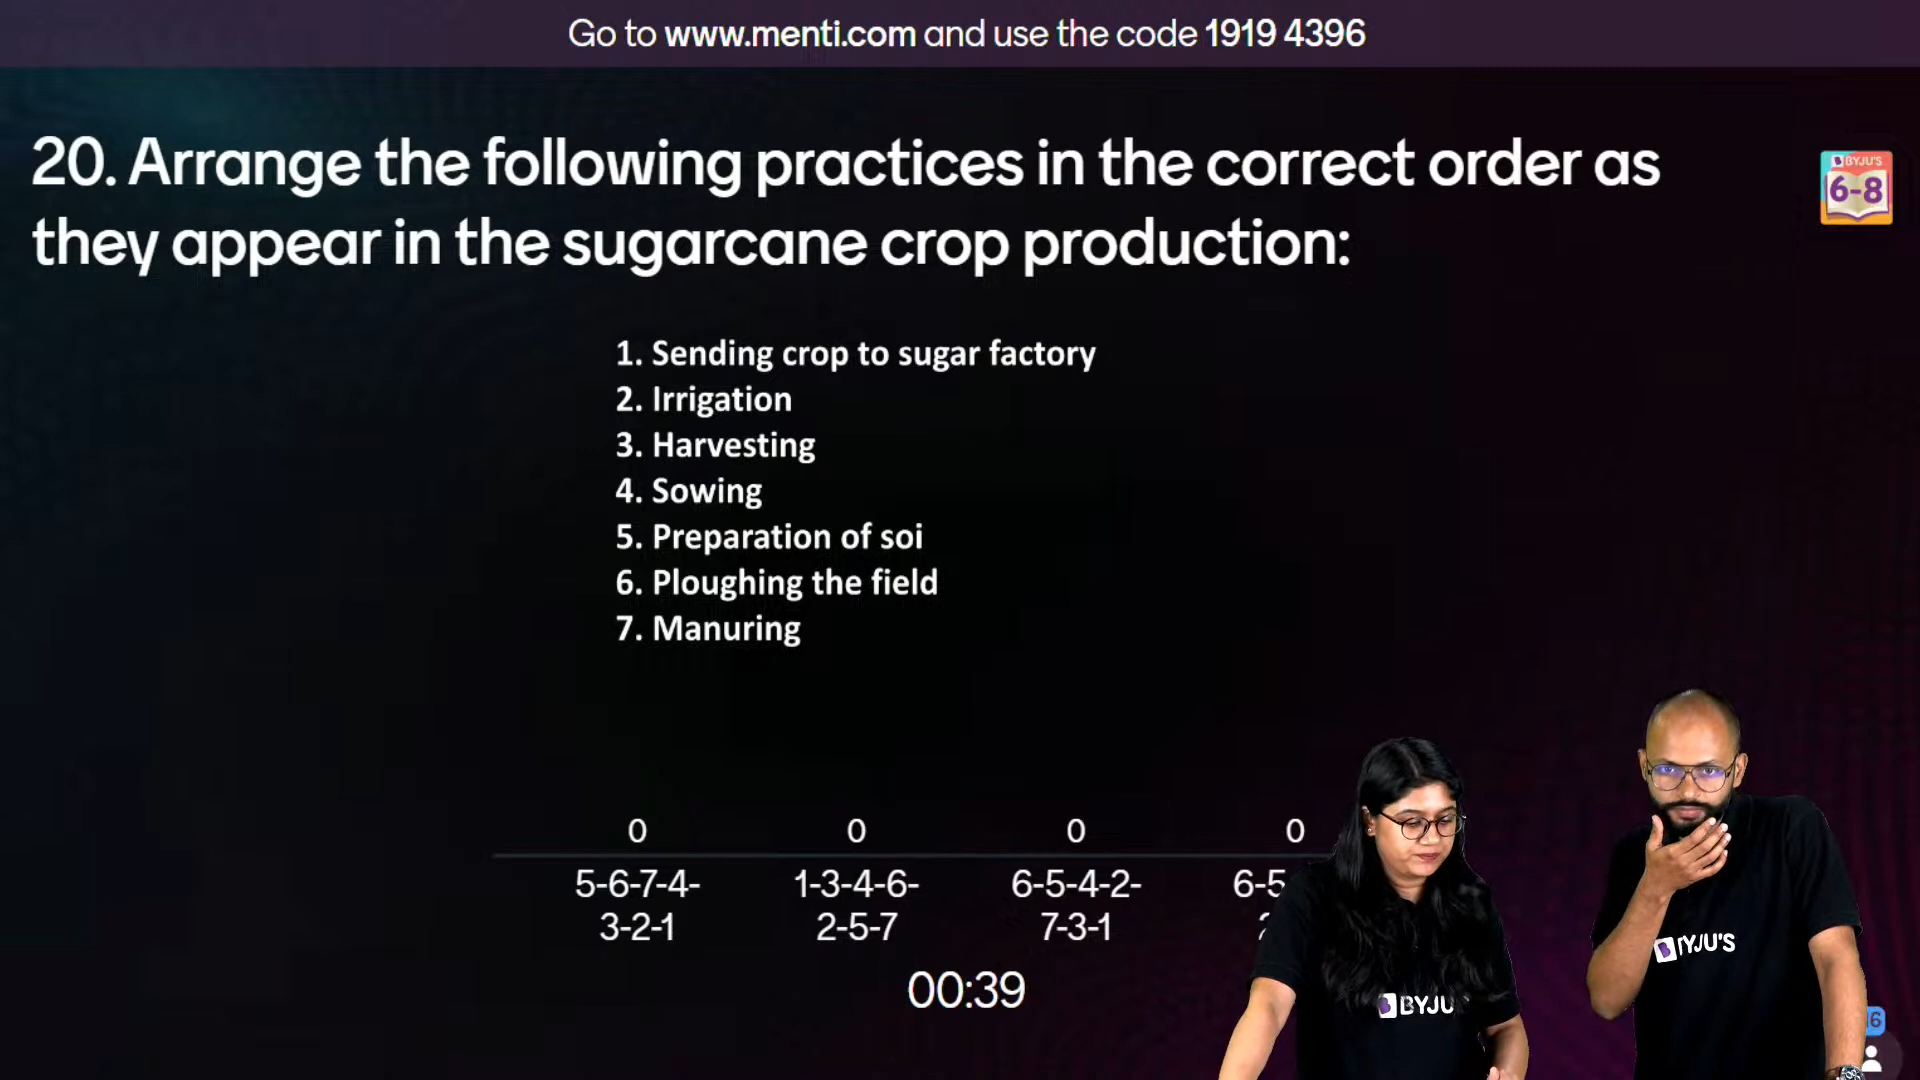 Go to www.menti.com and use the code 1919 4396
20. Arrange the following practices in the correct order as
they appear in the sugarcane crop production:
BYJU'S
6-8
1. Sending crop to sugar factory
2. Irrigation
3. Harvesting
4. Sowing
5. Preparation of soi
6. Ploughing the field
7. Manuring
0 0 0 0
5-6-7-4- 1-3-4-6- 6-5-4-2- 6-5
3-2-1 2-5-7 7-3-1
00:39
BYJU
YJU'S
6